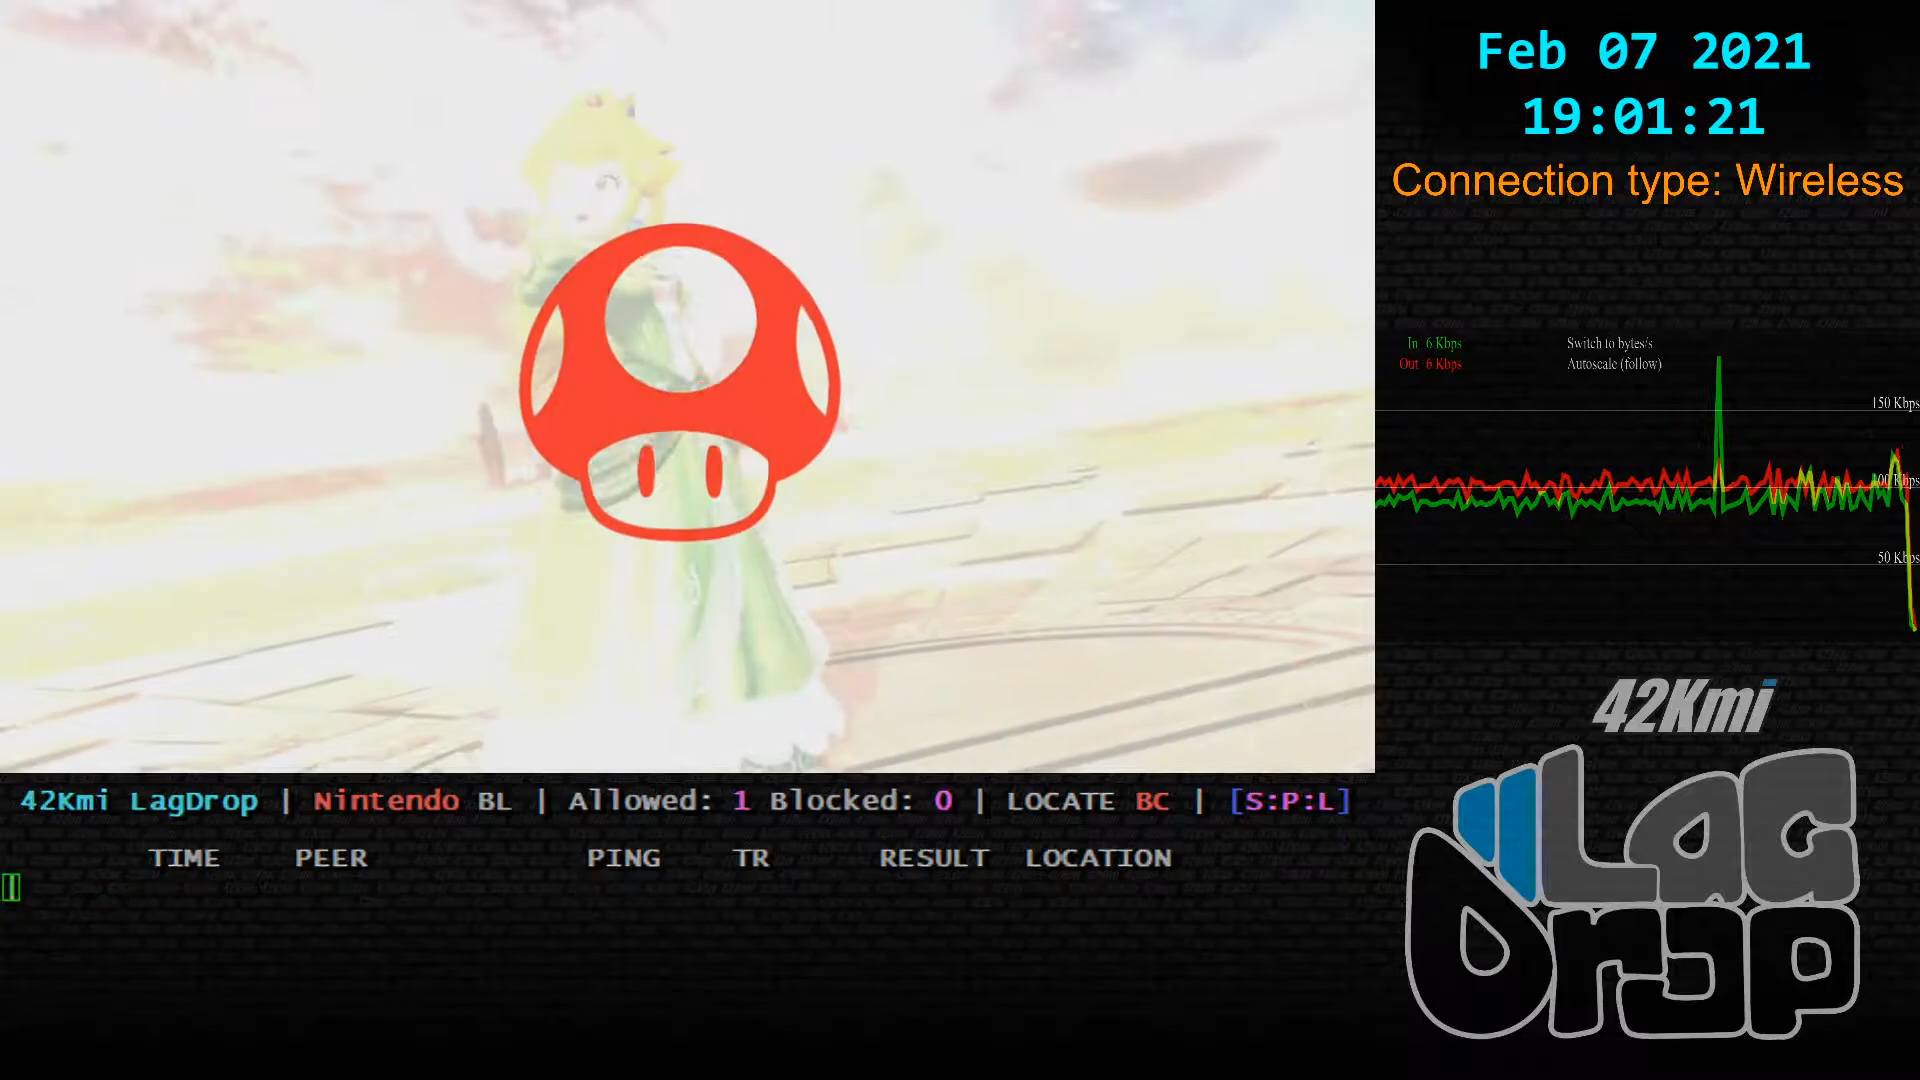 Feb 07 2021
19:01:21
Connection type: Wireless
In 6 Kbps
Out 6 Kbps
Switch to bytes/s
Autoscale (follow)
150 Kbps
100 Kbps
50 Kbps
42Kmi
LAG
Drop
42Kmi LagDrop | Nintendo BL | Allowed: 1 Blocked: 0 | LOCATE BC | [S:P:L]
TIME PEER PING TR RESULT LOCATION